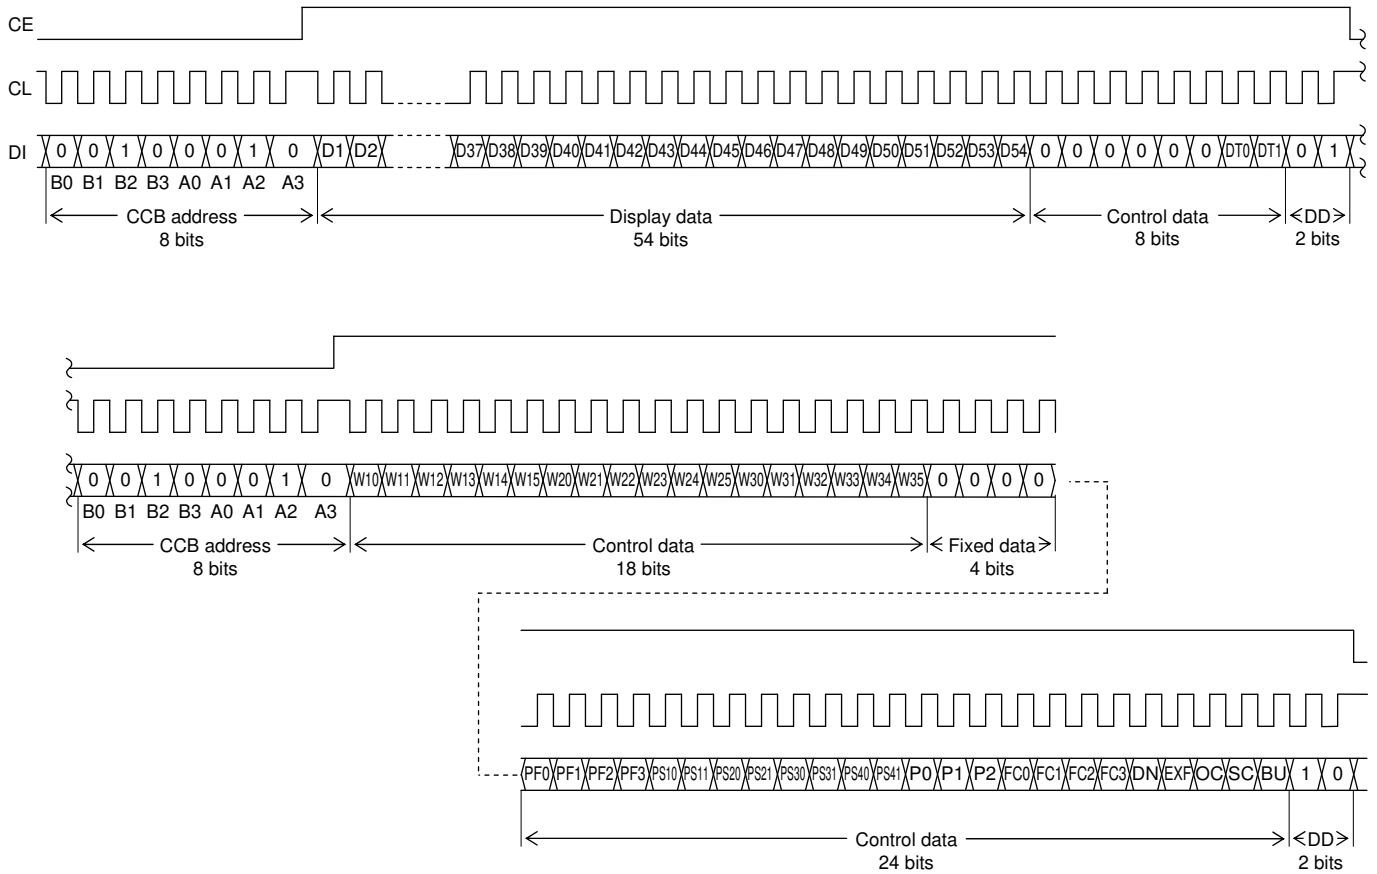 CE
CL
DI 0 0 1 0 0 0 1 0 D1 D2 D37 D38 D39 D40 D41 D42 D43 D44 D45 D46 D47 D48 D49 D50 D51 D52 D53 D54 0 0 0 0 0 0 DT0 DT1 0 1
B0 B1 B2 B3 A0 A1 A2 A3
CCB address Display data Control data DD
8 bits 54 bits 8 bits 2 bits
0 0 1 0 0 0 1 0 W10 W11 W12 W13 W14 W15 W20 W21 W22 W23 W24 W25 W30 W31 W32 W33 W34 W35 0 0 0 0
B0 B1 B2 B3 A0 A1 A2 A3
CCB address Control data Fixed data
8 bits 18 bits 4 bits
PF0 PF1 PF2 PF3 PS10 PS11 PS20 PS21 PS30 PS31 PS40 PS41 P0 P1 P2 FC0 FC1 FC2 FC3 DN EXF OC SC BU 1 0
Control data DD
24 bits 2 bits